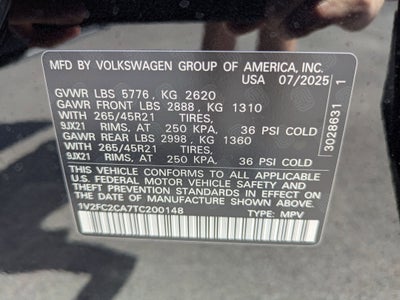 MFD BY VOLKSWAGEN GROUP OF AMERICA, INC.
USA 07/2025
GVWR LBS 5776, KG 2620
GAWR FRONT LBS 2888, KG 1310
WITH 265/45R21 TIRES,
9JX21 RIMS, AT 250 KPA, 36 PSI COLD
GAWR REAR LBS 2998, KG 1360
WITH 265/45R21 TIRES,
9JX21 RIMS, AT 250 KPA, 36 PSI COLD
THIS VEHICLE CONFORMS TO ALL APPLICABLE
U.S. FEDERAL MOTOR VEHICLE SAFETY AND
THEFT PREVENTION STANDARDS IN EFFECT ON
THE DATE OF MANUFACTURE SHOWN ABOVE.
1V2FC2CA7TC200148 TYPE: MPV
3028631 1